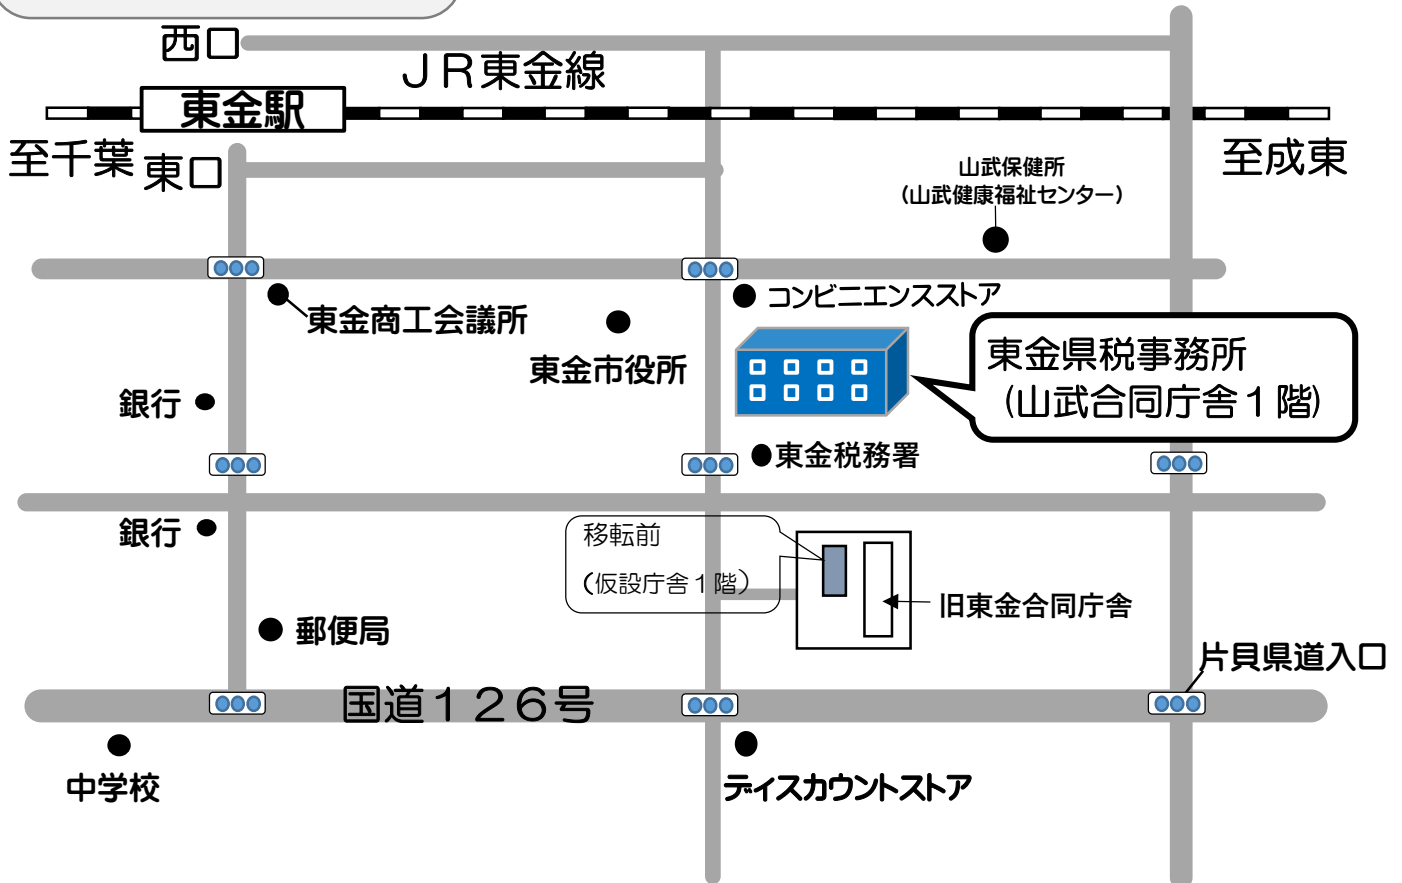 西口
ＪＲ東金線
東金駅
至千葉
東口
至成東
山武保健所
（山武健康福祉センター）
コンビニエンスストア
東金商工会議所
東金市役所
東金県税事務所
（山武合同庁舎１階）
銀行
東金税務署
銀行
移転前
（仮設庁舎１階）
旧東金合同庁舎
郵便局
片貝県道入口
国道１２６号
中学校
ディスカウントストア